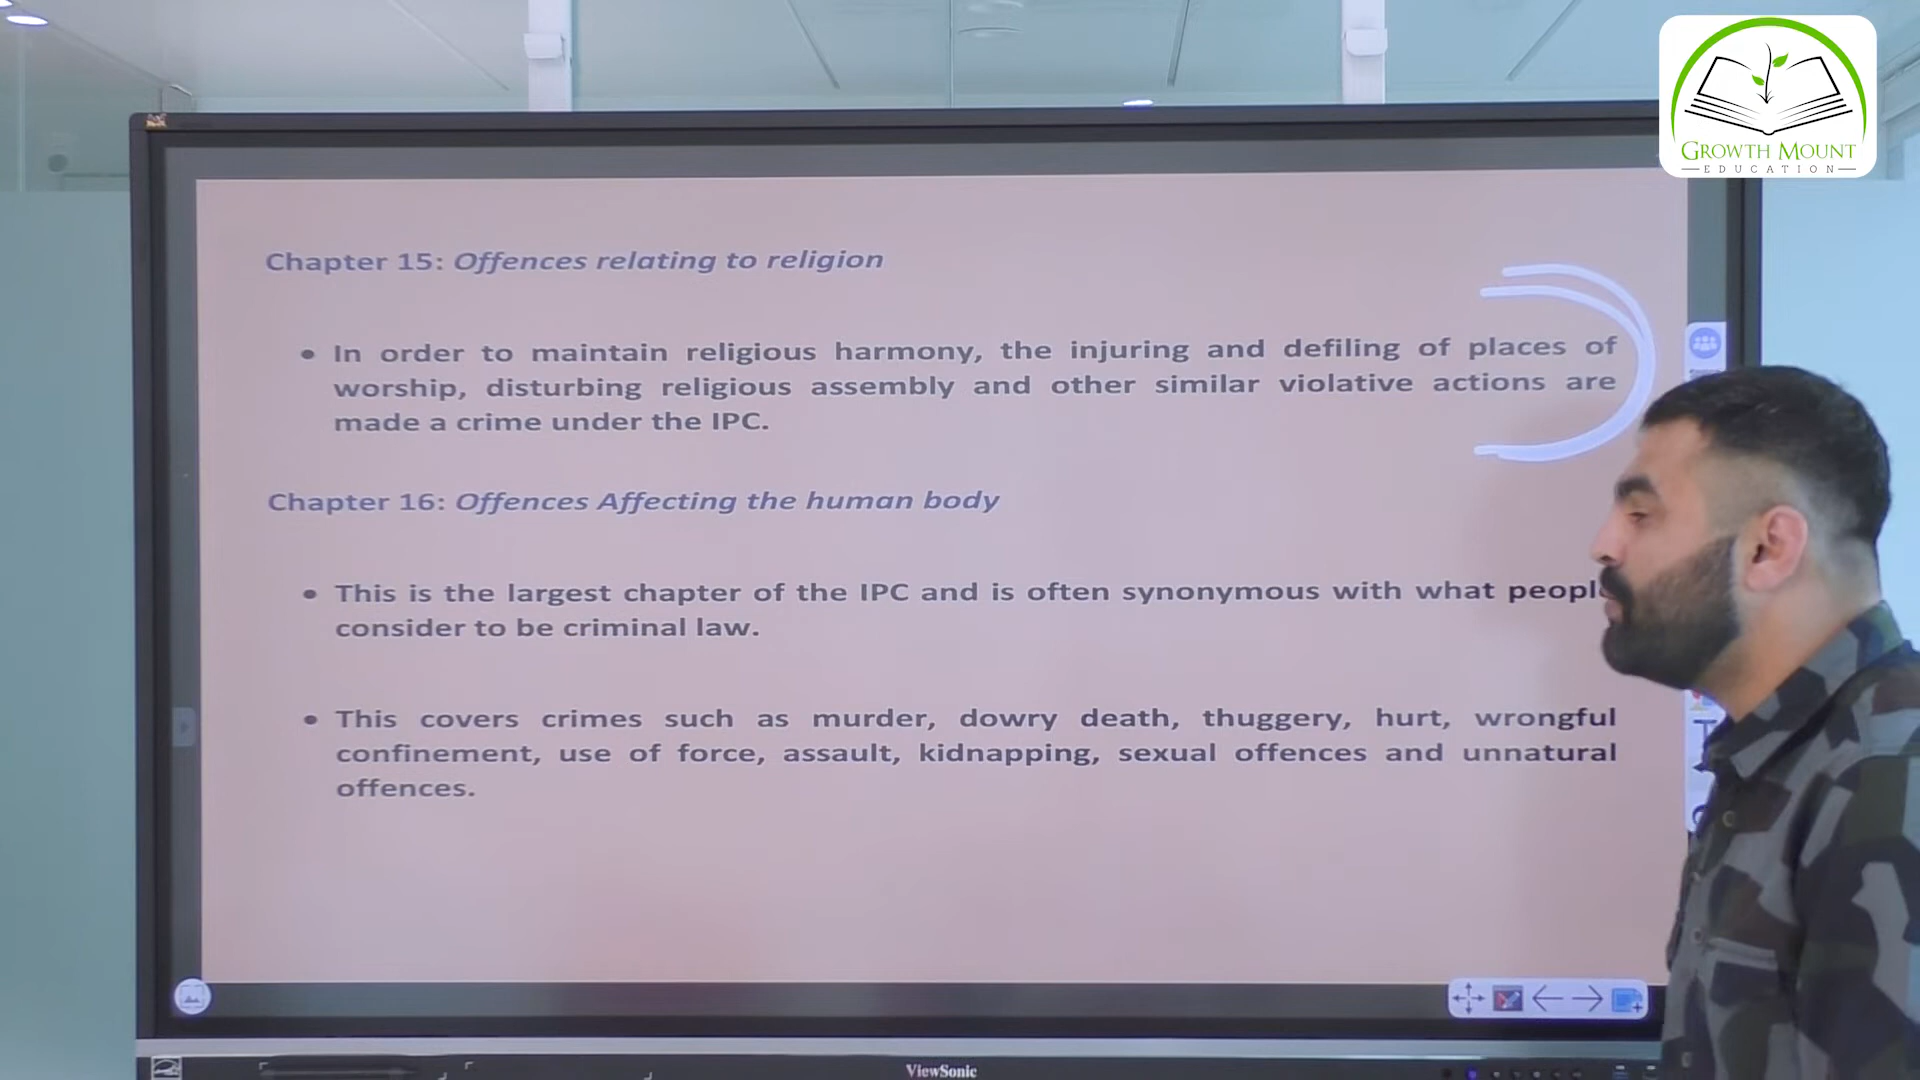 GROWTH MOUNT
EDUCATION
Chapter 15: Offences relating to religion
• In order to maintain religious harmony, the injuring and defiling of places of
worship, disturbing religious assembly and other similar violative actions are
made a crime under the IPC.
Chapter 16: Offences Affecting the human body
• This is the largest chapter of the IPC and is often synonymous with what people
consider to be criminal law.
• This covers crimes such as murder, dowry death, thuggery, hurt, wrongful
confinement, use of force, assault, kidnapping, sexual offences and unnatural
offences.
ViewSonic